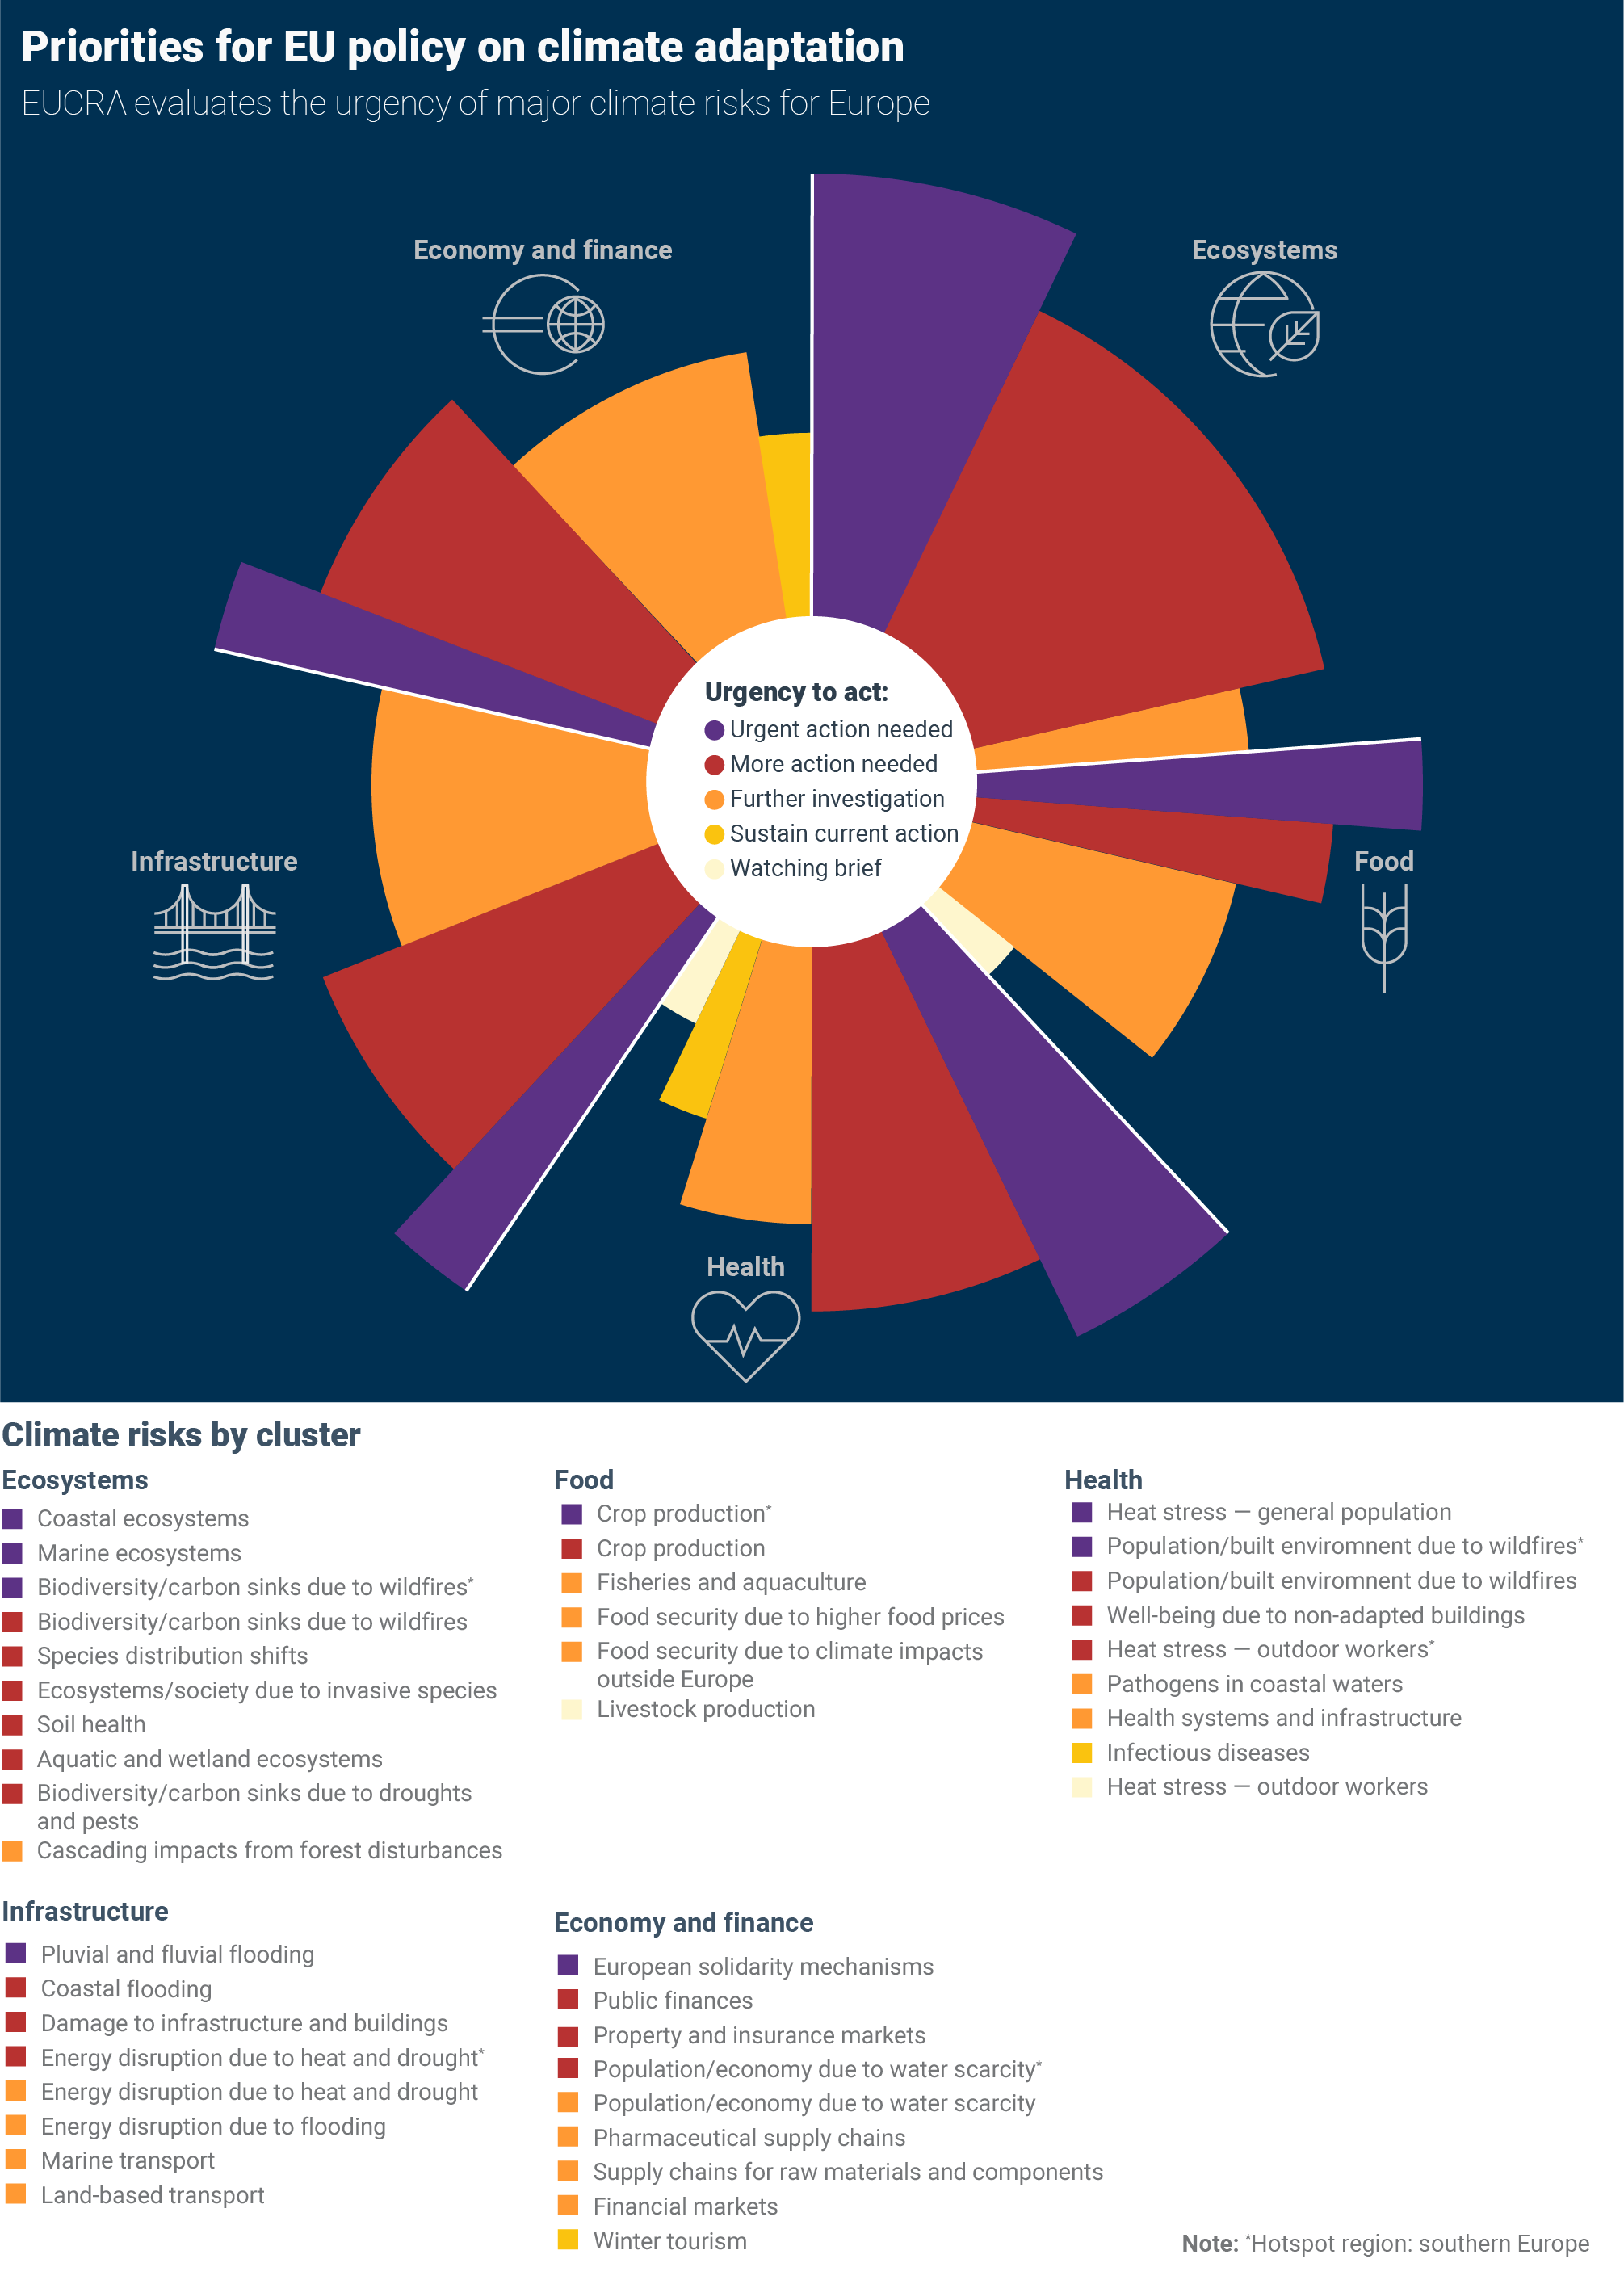 Priorities for EU policy on climate adaptation
EUCRA evaluates the urgency of major climate risks for Europe
Economy and finance
Ecosystems
Urgency to act:
Urgent action needed
More action needed
Further investigation
Sustain current action
Watching brief
Infrastructure
Food
Health
Climate risks by cluster
Ecosystems
Coastal ecosystems
Marine ecosystems
Biodiversity/carbon sinks due to wildfires*
Biodiversity/carbon sinks due to wildfires
Species distribution shifts
Ecosystems/society due to invasive species
Soil health
Aquatic and wetland ecosystems
Biodiversity/carbon sinks due to droughts
and pests
Cascading impacts from forest disturbances
Food
Crop production*
Crop production
Fisheries and aquaculture
Food security due to higher food prices
Food security due to climate impacts
outside Europe
Livestock production
Health
Heat stress — general population
Population/built enviromnent due to wildfires*
Population/built enviromnent due to wildfires
Well-being due to non-adapted buildings
Heat stress — outdoor workers*
Pathogens in coastal waters
Health systems and infrastructure
Infectious diseases
Heat stress — outdoor workers
Infrastructure
Pluvial and fluvial flooding
Coastal flooding
Damage to infrastructure and buildings
Energy disruption due to heat and drought*
Energy disruption due to heat and drought
Energy disruption due to flooding
Marine transport
Land-based transport
Economy and finance
European solidarity mechanisms
Public finances
Property and insurance markets
Population/economy due to water scarcity*
Population/economy due to water scarcity
Pharmaceutical supply chains
Supply chains for raw materials and components
Financial markets
Winter tourism
Note: *Hotspot region: southern Europe